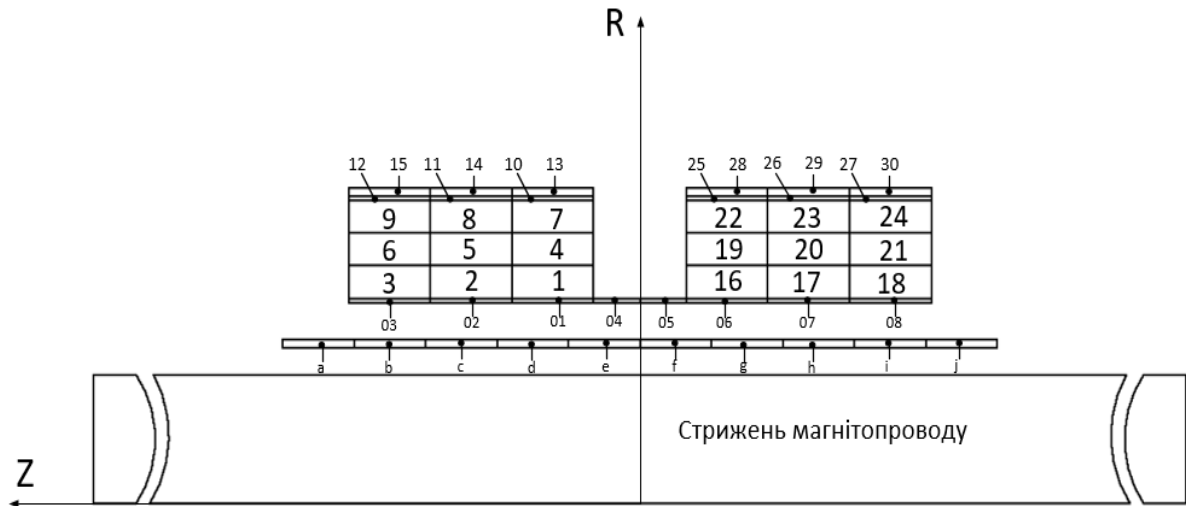 R
12 15 11 14 10 13 25 28 26 29 27 30
9 8 7 22 23 24
6 5 4 19 20 21
3 2 1 16 17 18
03 02 01 04 05 06 07 08
a b c d e f g h i j
Стрижень магнітопроводу
Z